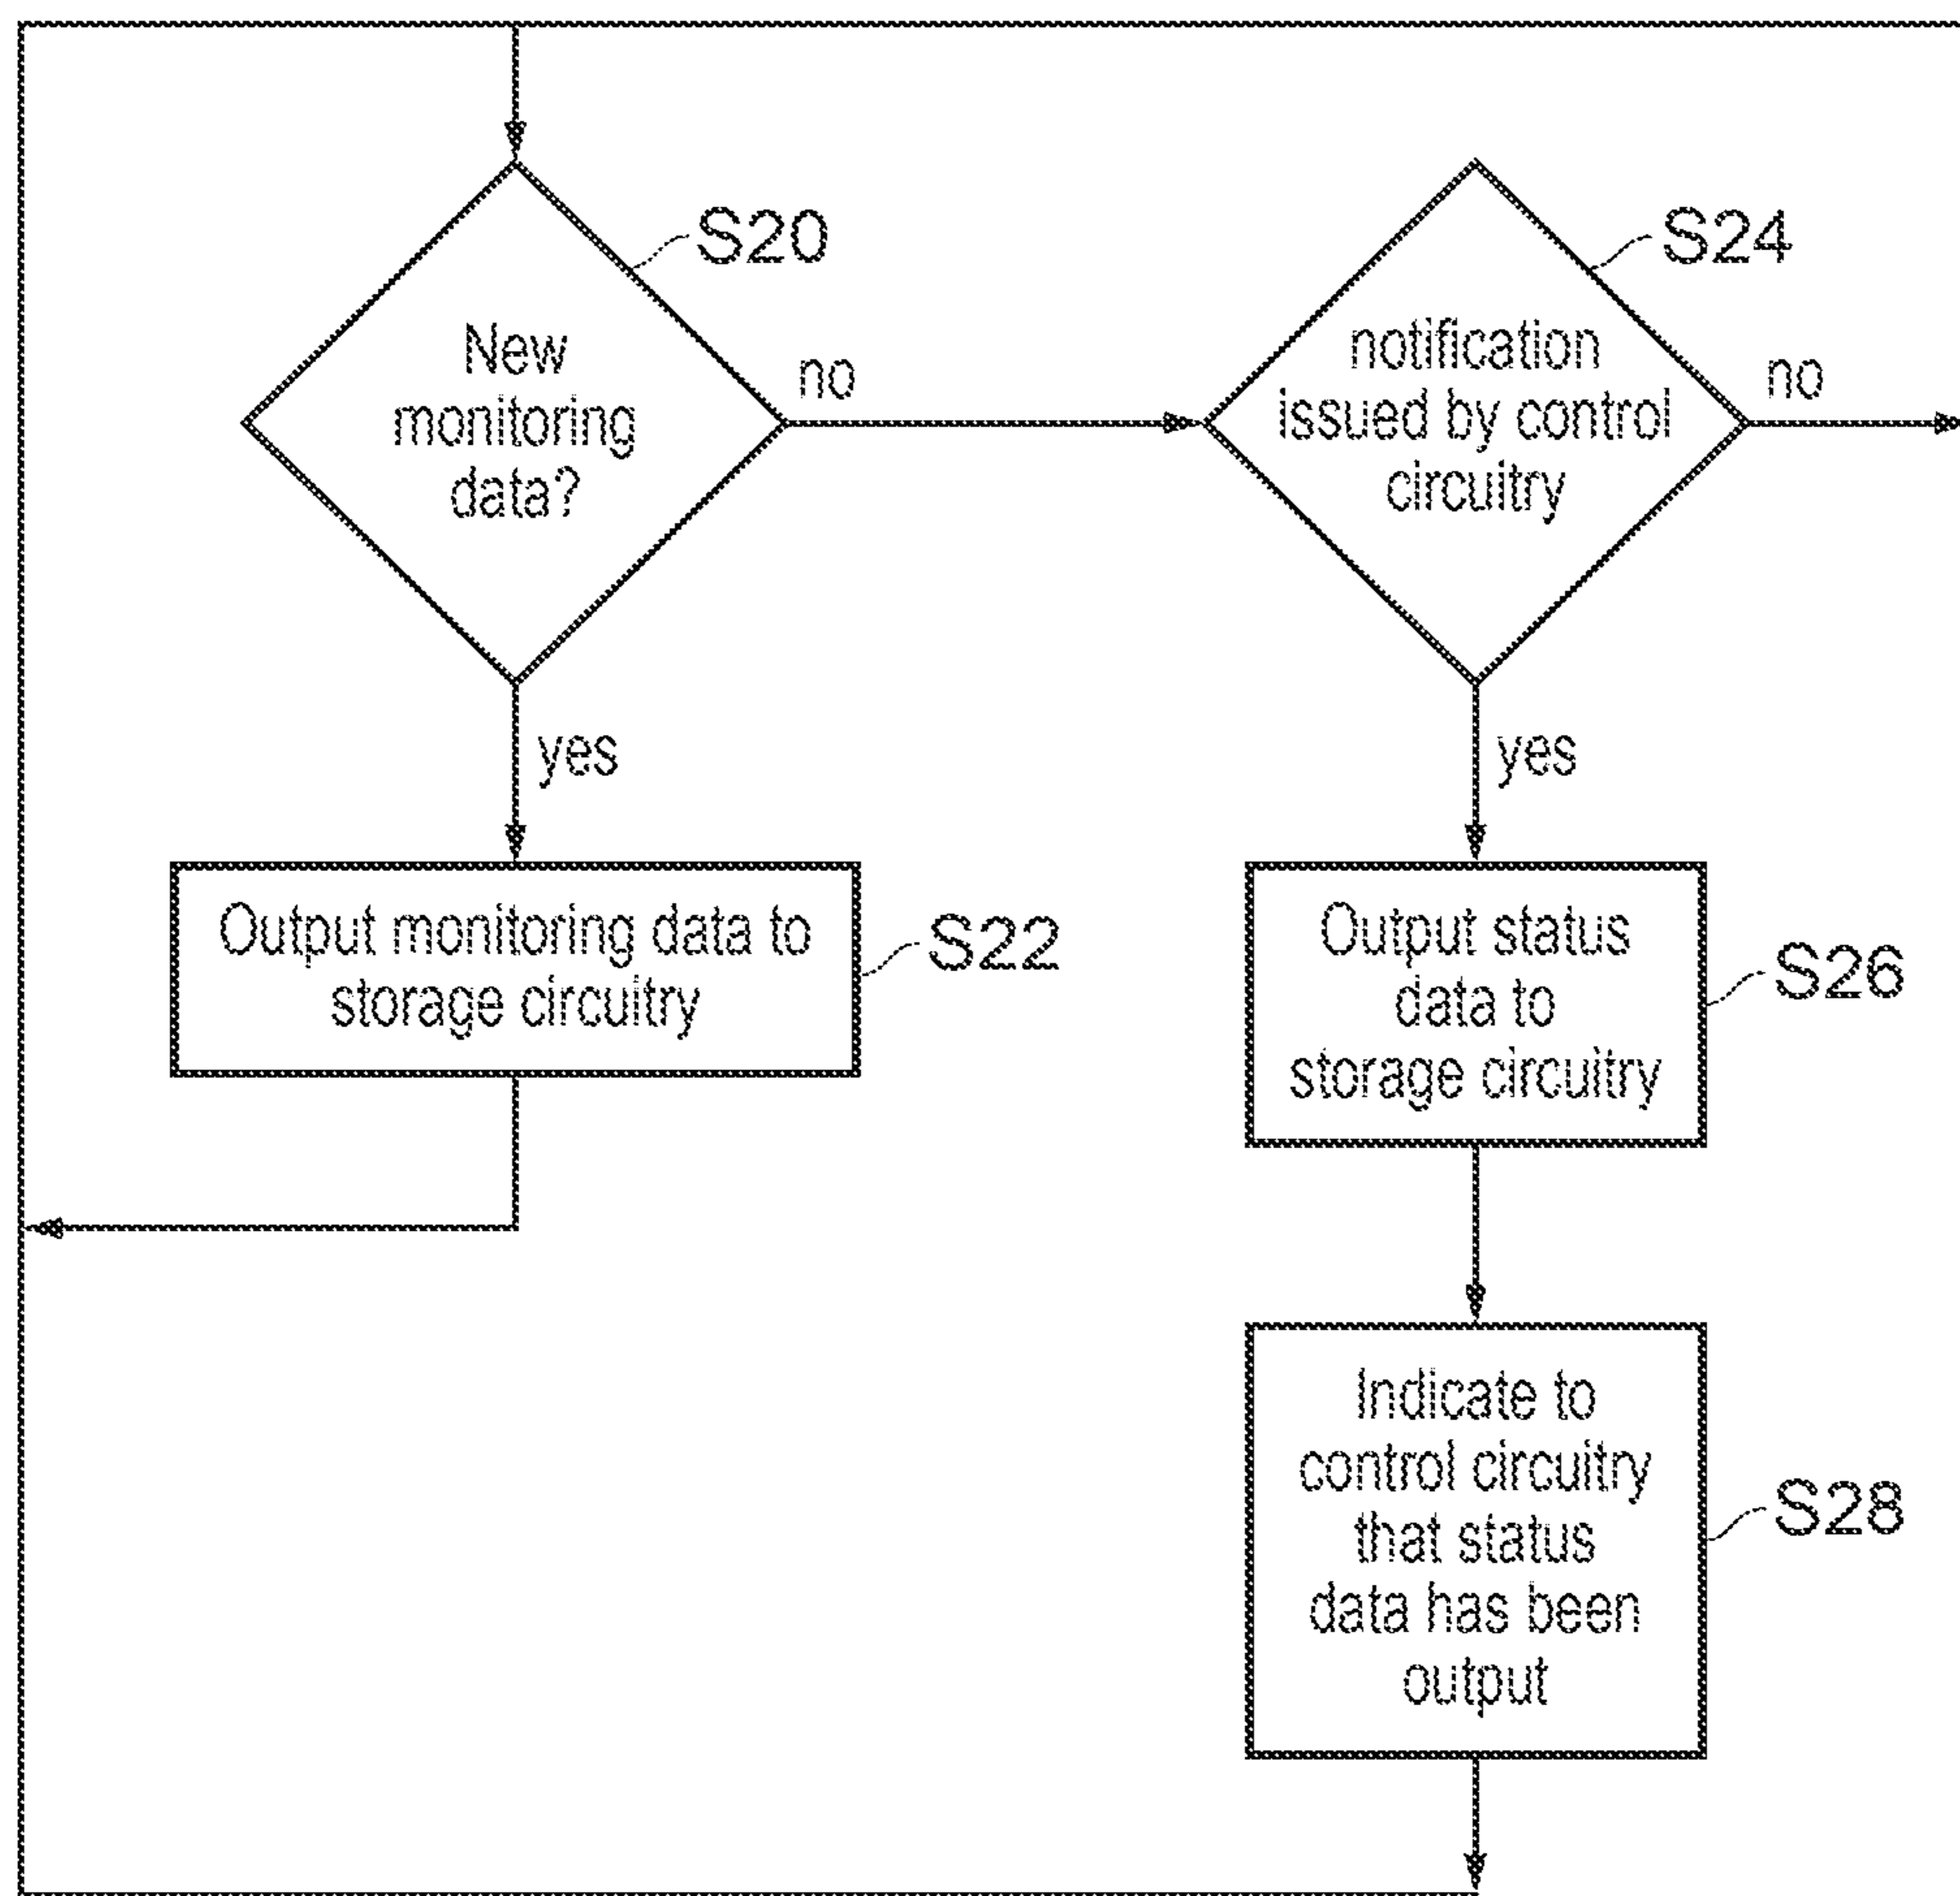 S20
New
monitoring
data?
no
yes
S24
notification
issued by control
circuitry
no
yes
Output monitoring data to
storage circuitry
S22
Output status
data to
storage circuitry
S26
Indicate to
control circuitry
that status
data has been
output
S28